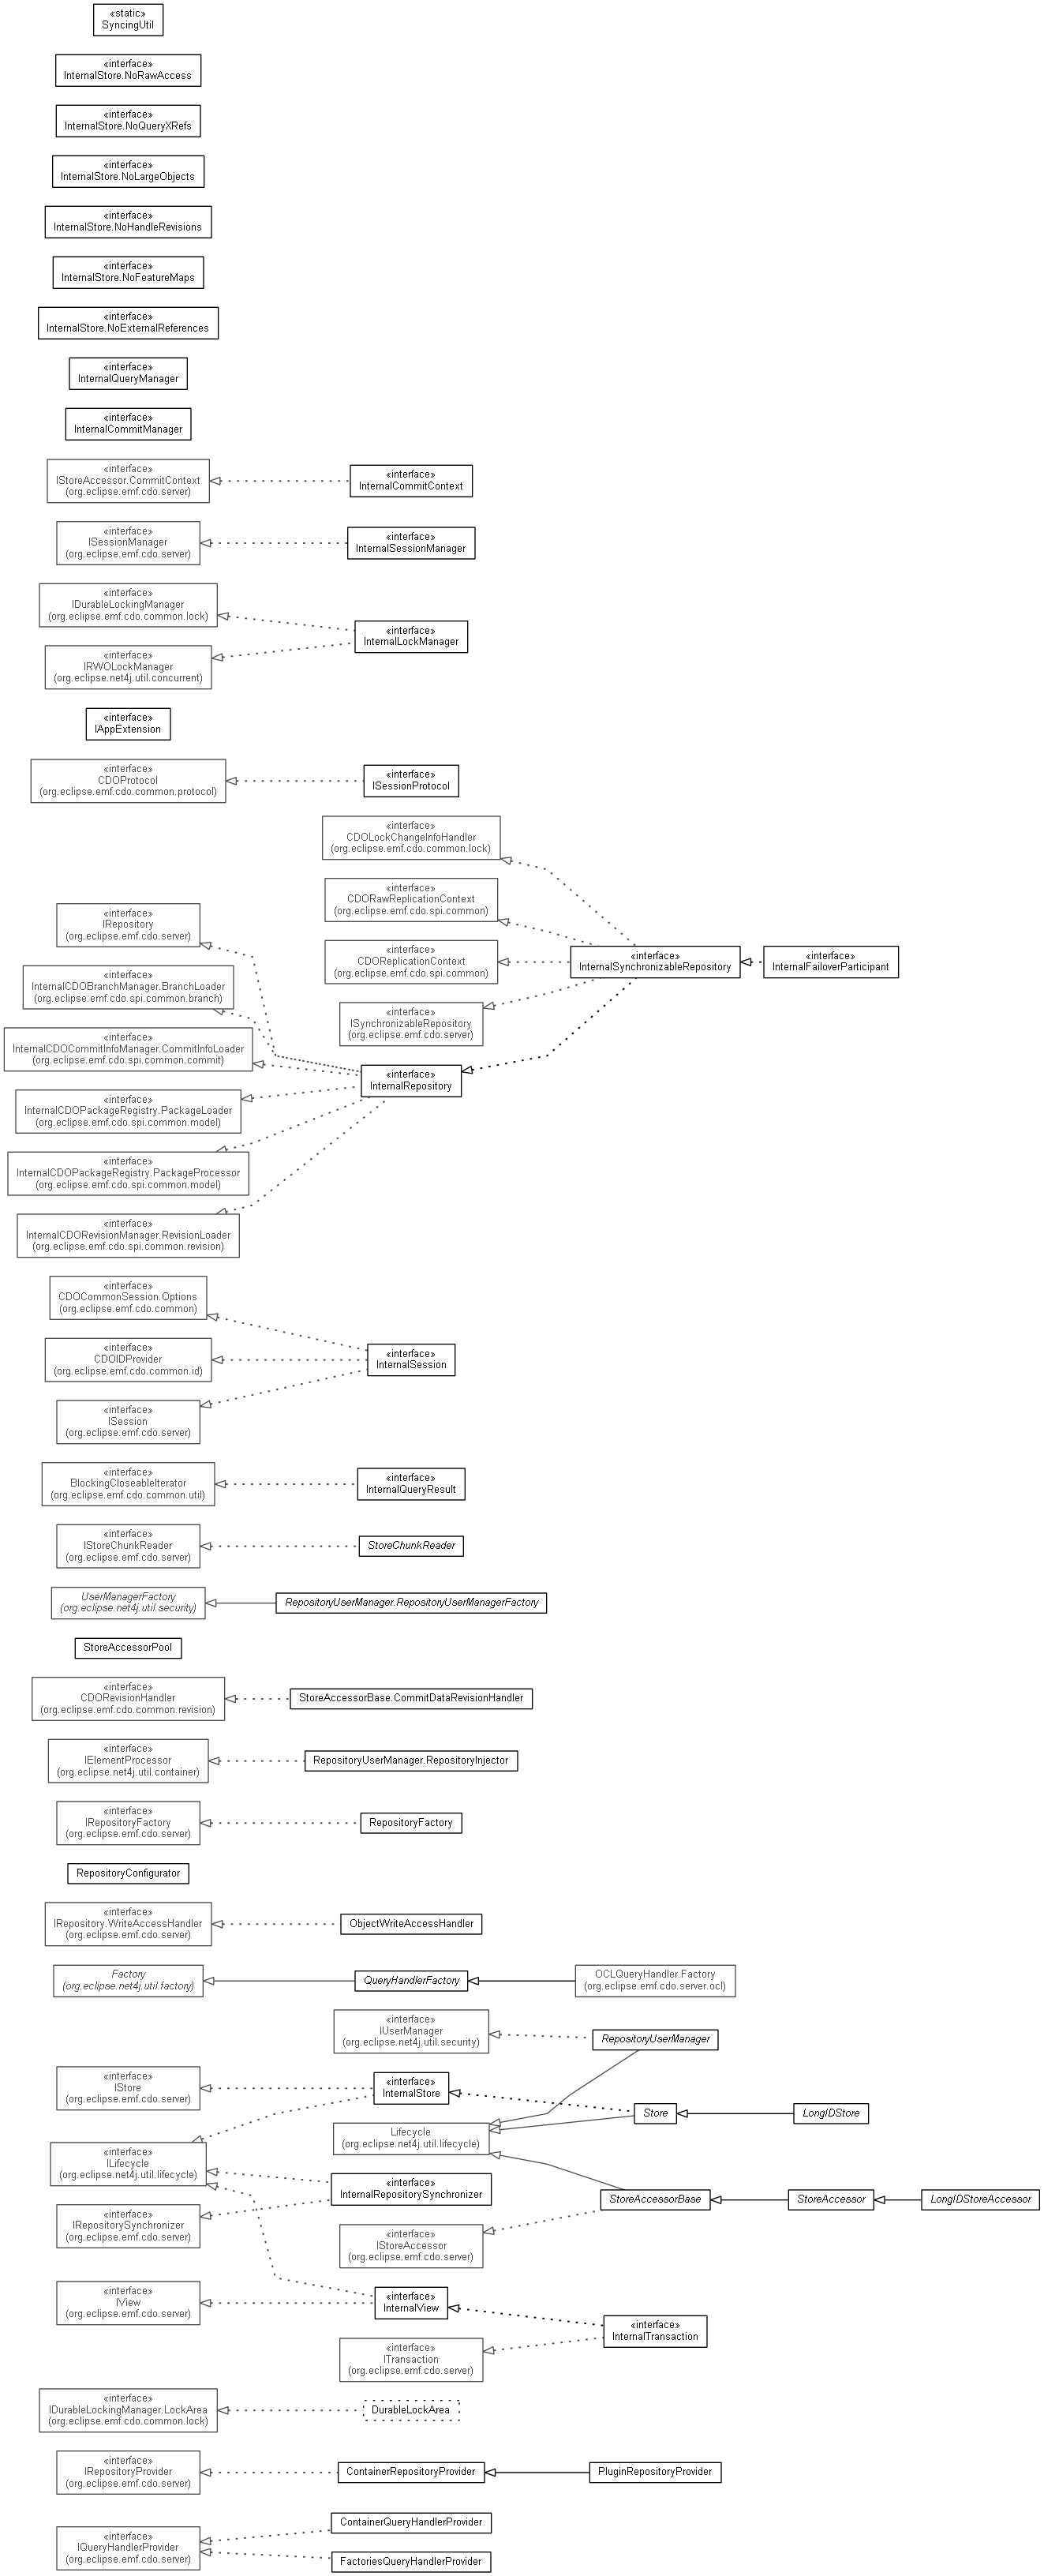 «static»
SyncingUtil
«interface»
InternalStore.NoRawAccess
«interface»
InternalStore.NoQueryXRefs
«interface»
InternalStore.NoLargeObjects
«interface»
InternalStore.NoHandleRevisions
«interface»
InternalStore.NoFeatureMaps
«interface»
InternalStore.NoExternalReferences
«interface»
InternalQueryManager
«interface»
InternalCommitManager
«interface»
IStoreAccessor.CommitContext
(org.eclipse.emf.cdo.server)
«interface»
InternalCommitContext
«interface»
ISessionManager
(org.eclipse.emf.cdo.server)
«interface»
InternalSessionManager
«interface»
IDurableLockingManager
(org.eclipse.emf.cdo.common.lock)
«interface»
InternalLockManager
«interface»
IRWOLockManager
(org.eclipse.net4j.util.concurrent)
«interface»
IAppExtension
«interface»
CDOProtocol
(org.eclipse.emf.cdo.common.protocol)
«interface»
ISessionProtocol
«interface»
CDOLockChangeInfoHandler
(org.eclipse.emf.cdo.common.lock)
«interface»
CDORawReplicationContext
(org.eclipse.emf.cdo.spi.common)
«interface»
IRepository
(org.eclipse.emf.cdo.server)
«interface»
CDOReplicationContext
(org.eclipse.emf.cdo.spi.common)
«interface»
InternalSynchronizableRepository
«interface»
InternalFailoverParticipant
«interface»
InternalCDOBranchManager.BranchLoader
(org.eclipse.emf.cdo.spi.common.branch)
«interface»
ISynchronizableRepository
(org.eclipse.emf.cdo.server)
«interface»
InternalCDOCommitInfoManager.CommitInfoLoader
(org.eclipse.emf.cdo.spi.common.commit)
«interface»
InternalRepository
«interface»
InternalCDOPackageRegistry.PackageLoader
(org.eclipse.emf.cdo.spi.common.model)
«interface»
InternalCDOPackageRegistry.PackageProcessor
(org.eclipse.emf.cdo.spi.common.model)
«interface»
InternalCDORevisionManager.RevisionLoader
(org.eclipse.emf.cdo.spi.common.revision)
«interface»
CDOCommonSession.Options
(org.eclipse.emf.cdo.common)
«interface»
CDOIDProvider
(org.eclipse.emf.cdo.common.id)
«interface»
InternalSession
«interface»
ISession
(org.eclipse.emf.cdo.server)
«interface»
BlockingCloseableIterator
(org.eclipse.emf.cdo.common.util)
«interface»
InternalQueryResult
«interface»
IStoreChunkReader
(org.eclipse.emf.cdo.server)
StoreChunkReader
UserManagerFactory
(org.eclipse.net4j.util.security)
RepositoryUserManager.RepositoryUserManagerFactory
StoreAccessorPool
«interface»
CDORevisionHandler
(org.eclipse.emf.cdo.common.revision)
StoreAccessorBase.CommitDataRevisionHandler
«interface»
IElementProcessor
(org.eclipse.net4j.util.container)
RepositoryUserManager.RepositoryInjector
«interface»
IRepositoryFactory
(org.eclipse.emf.cdo.server)
RepositoryFactory
RepositoryConfigurator
«interface»
IRepository.WriteAccessHandler
(org.eclipse.emf.cdo.server)
ObjectWriteAccessHandler
Factory
(org.eclipse.net4j.util.factory)
QueryHandlerFactory
OCLQueryHandler.Factory
(org.eclipse.emf.cdo.server.ocl)
«interface»
IUserManager
(org.eclipse.net4j.util.security)
RepositoryUserManager
«interface»
IStore
(org.eclipse.emf.cdo.server)
«interface»
InternalStore
Store
LongIDStore
Lifecycle
(org.eclipse.net4j.util.lifecycle)
«interface»
ILifecycle
(org.eclipse.net4j.util.lifecycle)
«interface»
InternalRepositorySynchronizer
StoreAccessorBase
StoreAccessor
LongIDStoreAccessor
«interface»
IRepositorySynchronizer
(org.eclipse.emf.cdo.server)
«interface»
IStoreAccessor
(org.eclipse.emf.cdo.server)
«interface»
IView
(org.eclipse.emf.cdo.server)
«interface»
InternalView
«interface»
InternalTransaction
«interface»
ITransaction
(org.eclipse.emf.cdo.server)
«interface»
IDurableLockingManager.LockArea
(org.eclipse.emf.cdo.common.lock)
DurableLockArea
«interface»
IRepositoryProvider
(org.eclipse.emf.cdo.server)
ContainerRepositoryProvider
PluginRepositoryProvider
«interface»
IQueryHandlerProvider
(org.eclipse.emf.cdo.server)
ContainerQueryHandlerProvider
FactoriesQueryHandlerProvider